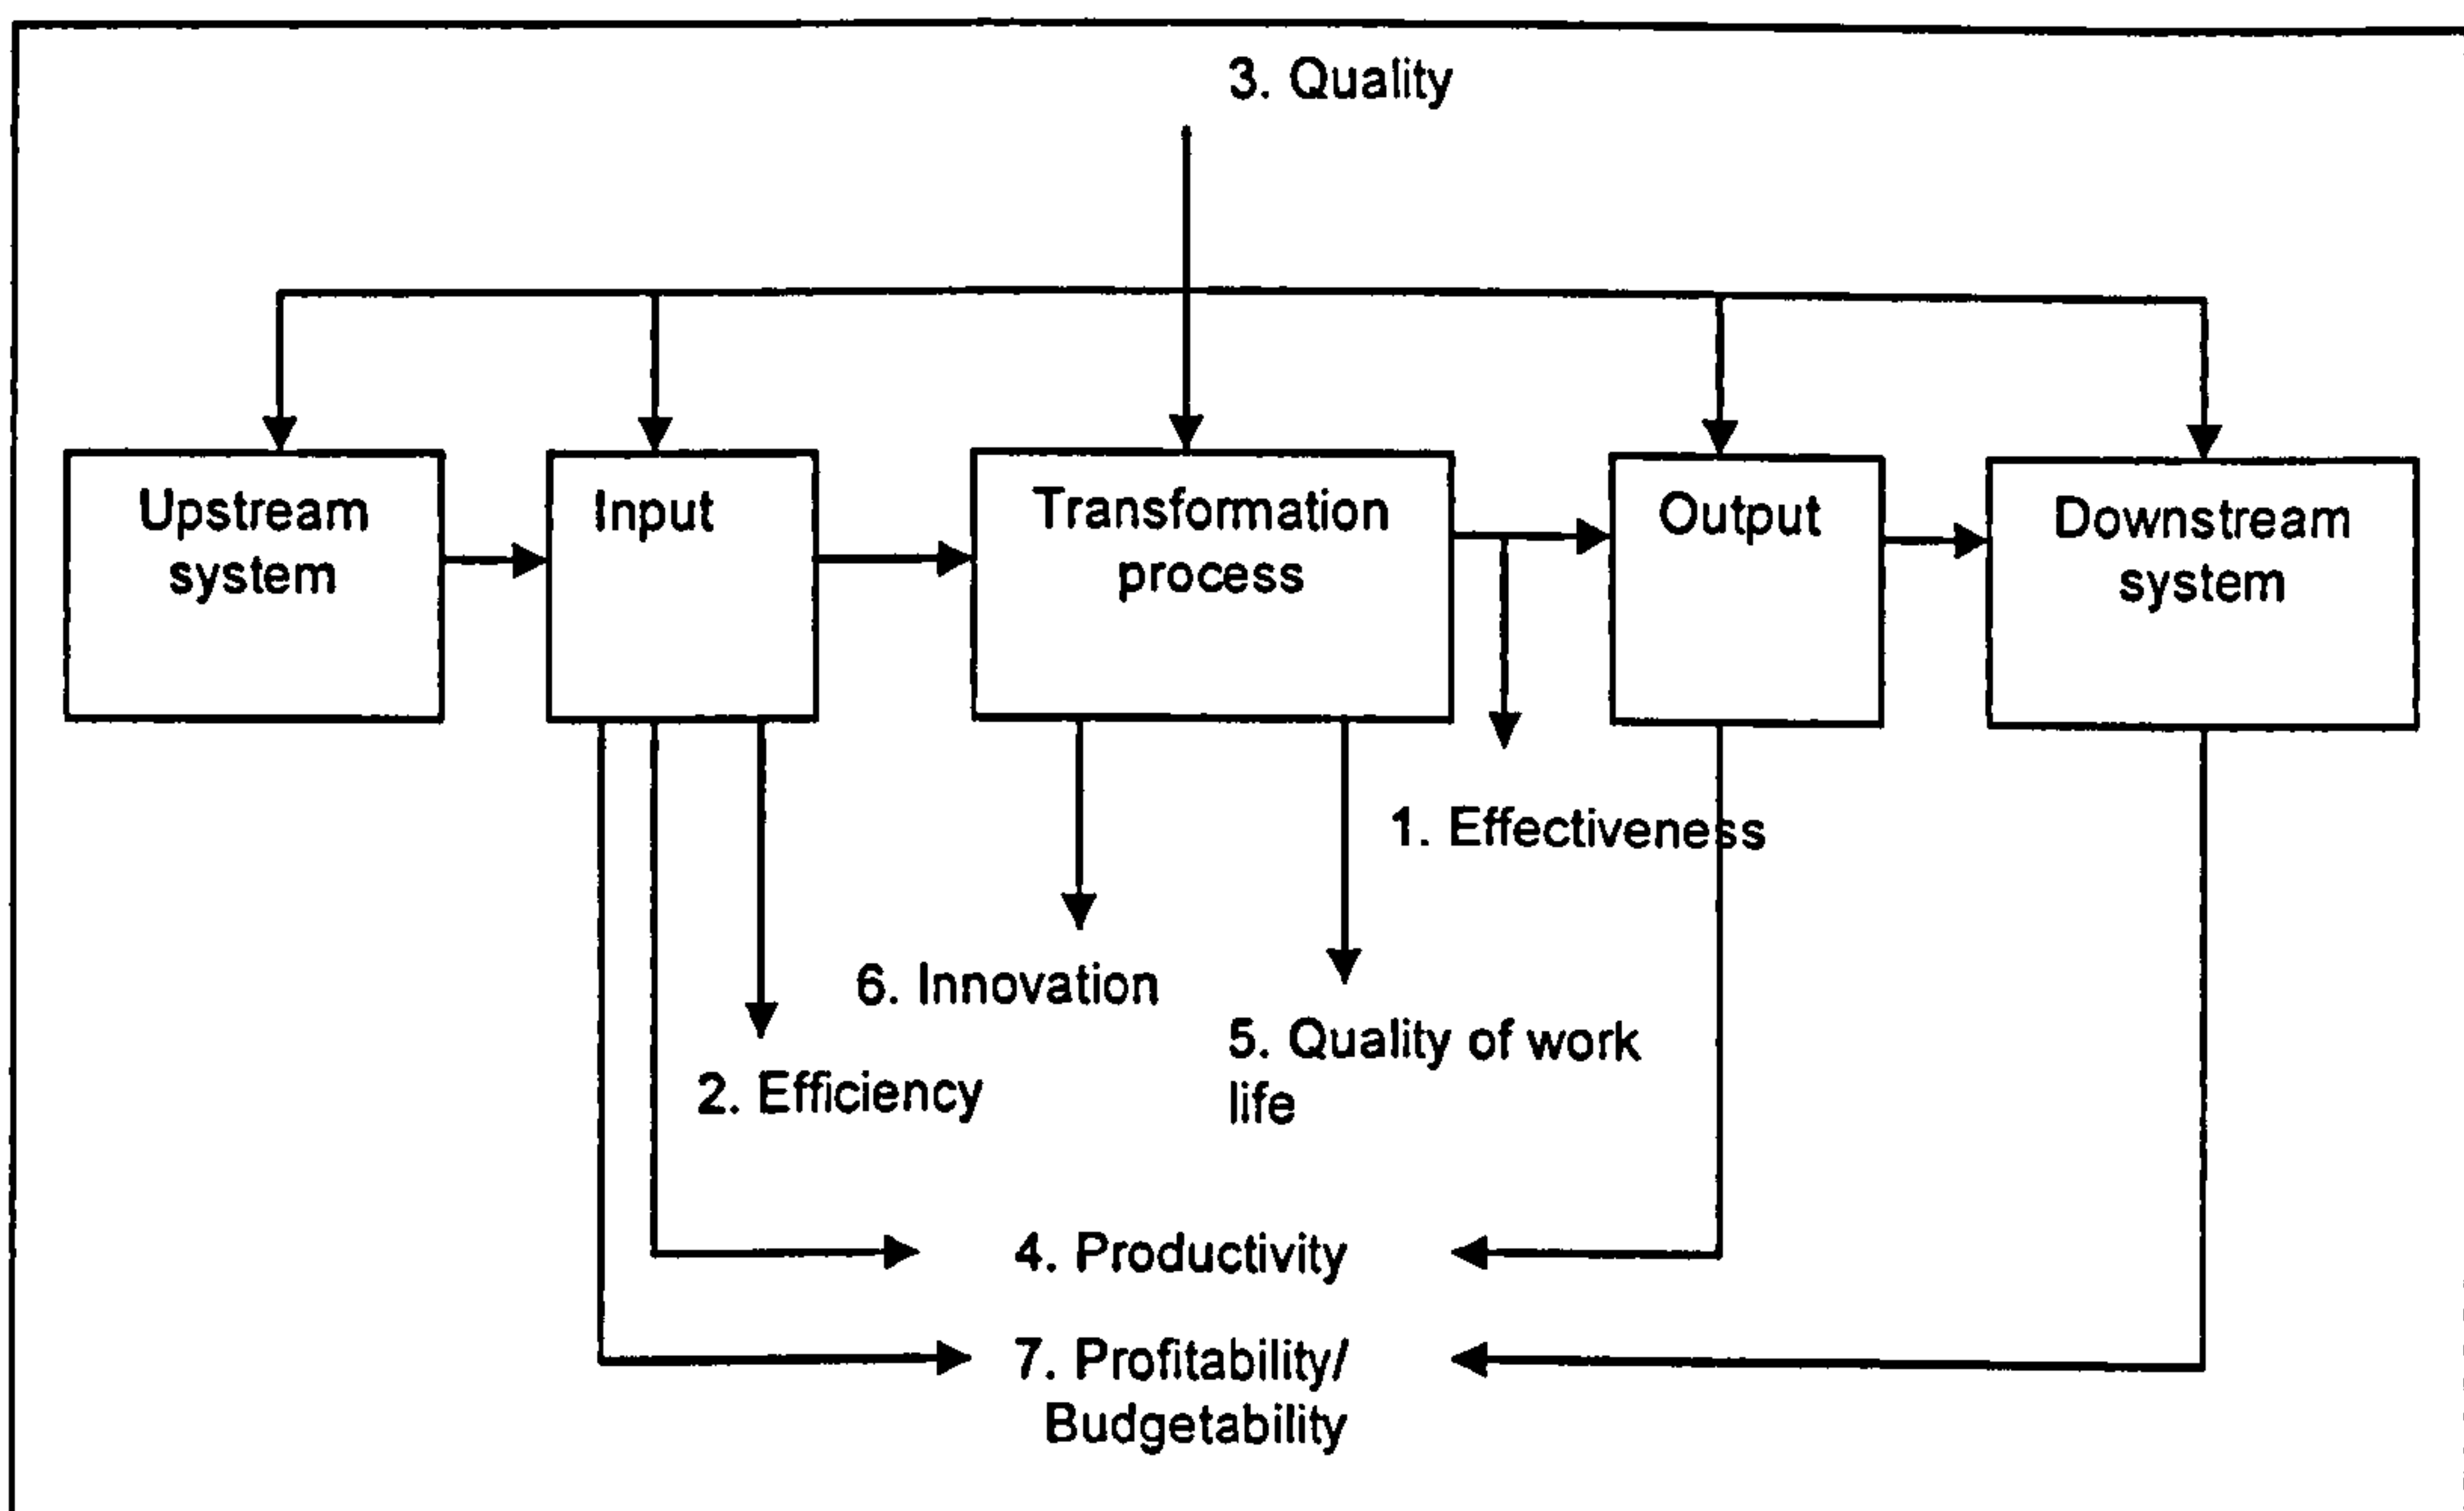 3. Quality
Upstream
system
Input
Transformation
process
Output
Downstream
system
1. Effectiveness
6. Innovation
5. Quality of work
life
2. Efficiency
4. Productivity
7. Profitability/
Budgetability